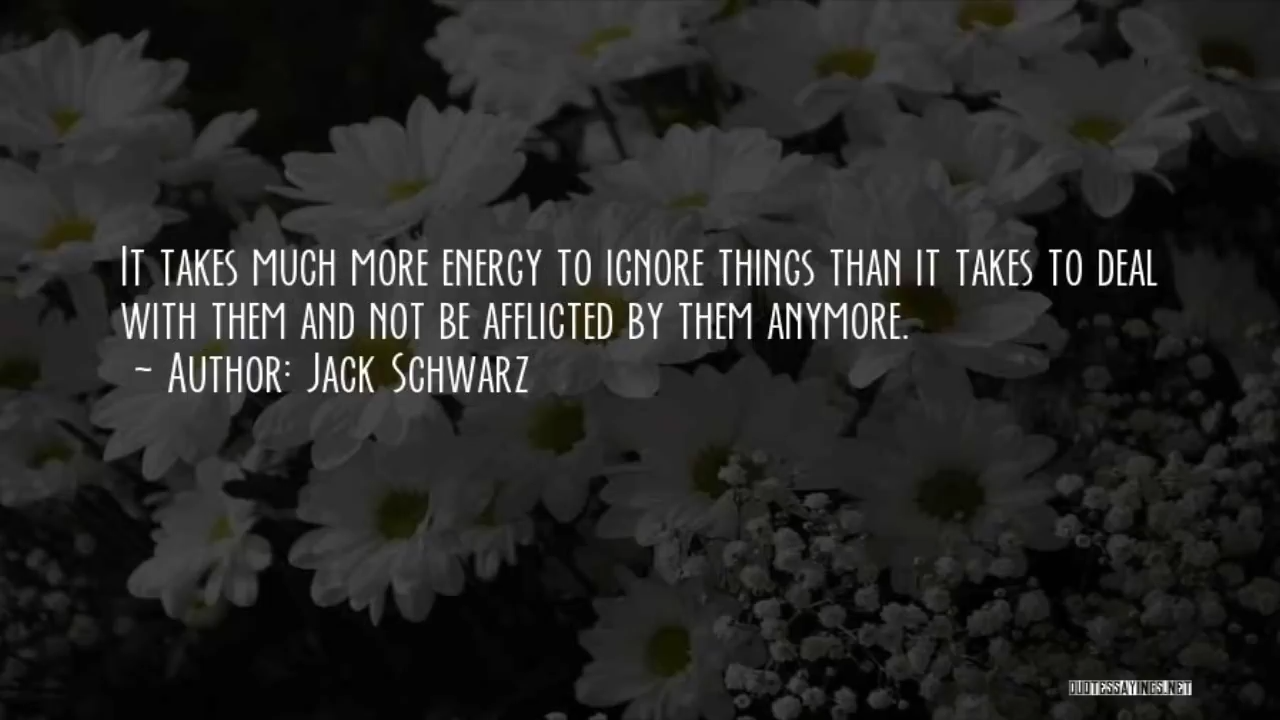 It takes much more energy to ignore things than it takes to deal
with them and not be afflicted by them anymore.
~ Author: Jack Schwarz
QUOTESSAYINGS.NET